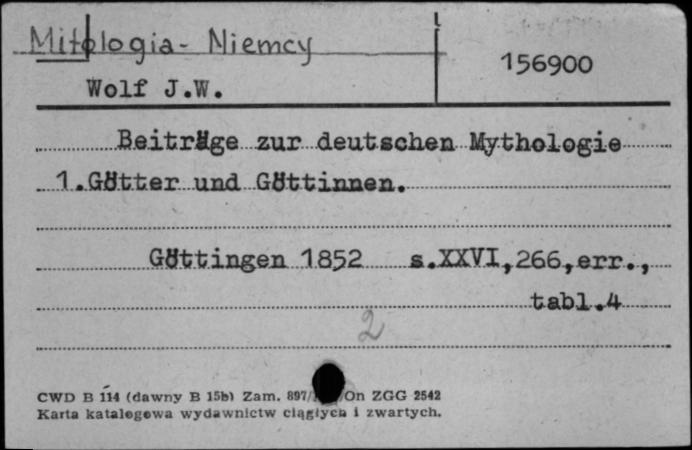 Mitologia - Niemcy
156900
Wolf J.W.
Beiträge zur deutschen Mythologie
1.Götter und Göttinnen.
Göttingen 1852 s.XXVI,266,err.,
tabl.4
2
CWD B 114 (dawny B 15b) Zam. 897/ On ZGG 2542
Karta katalogowa wydawnictw ciągłych i zwartych.